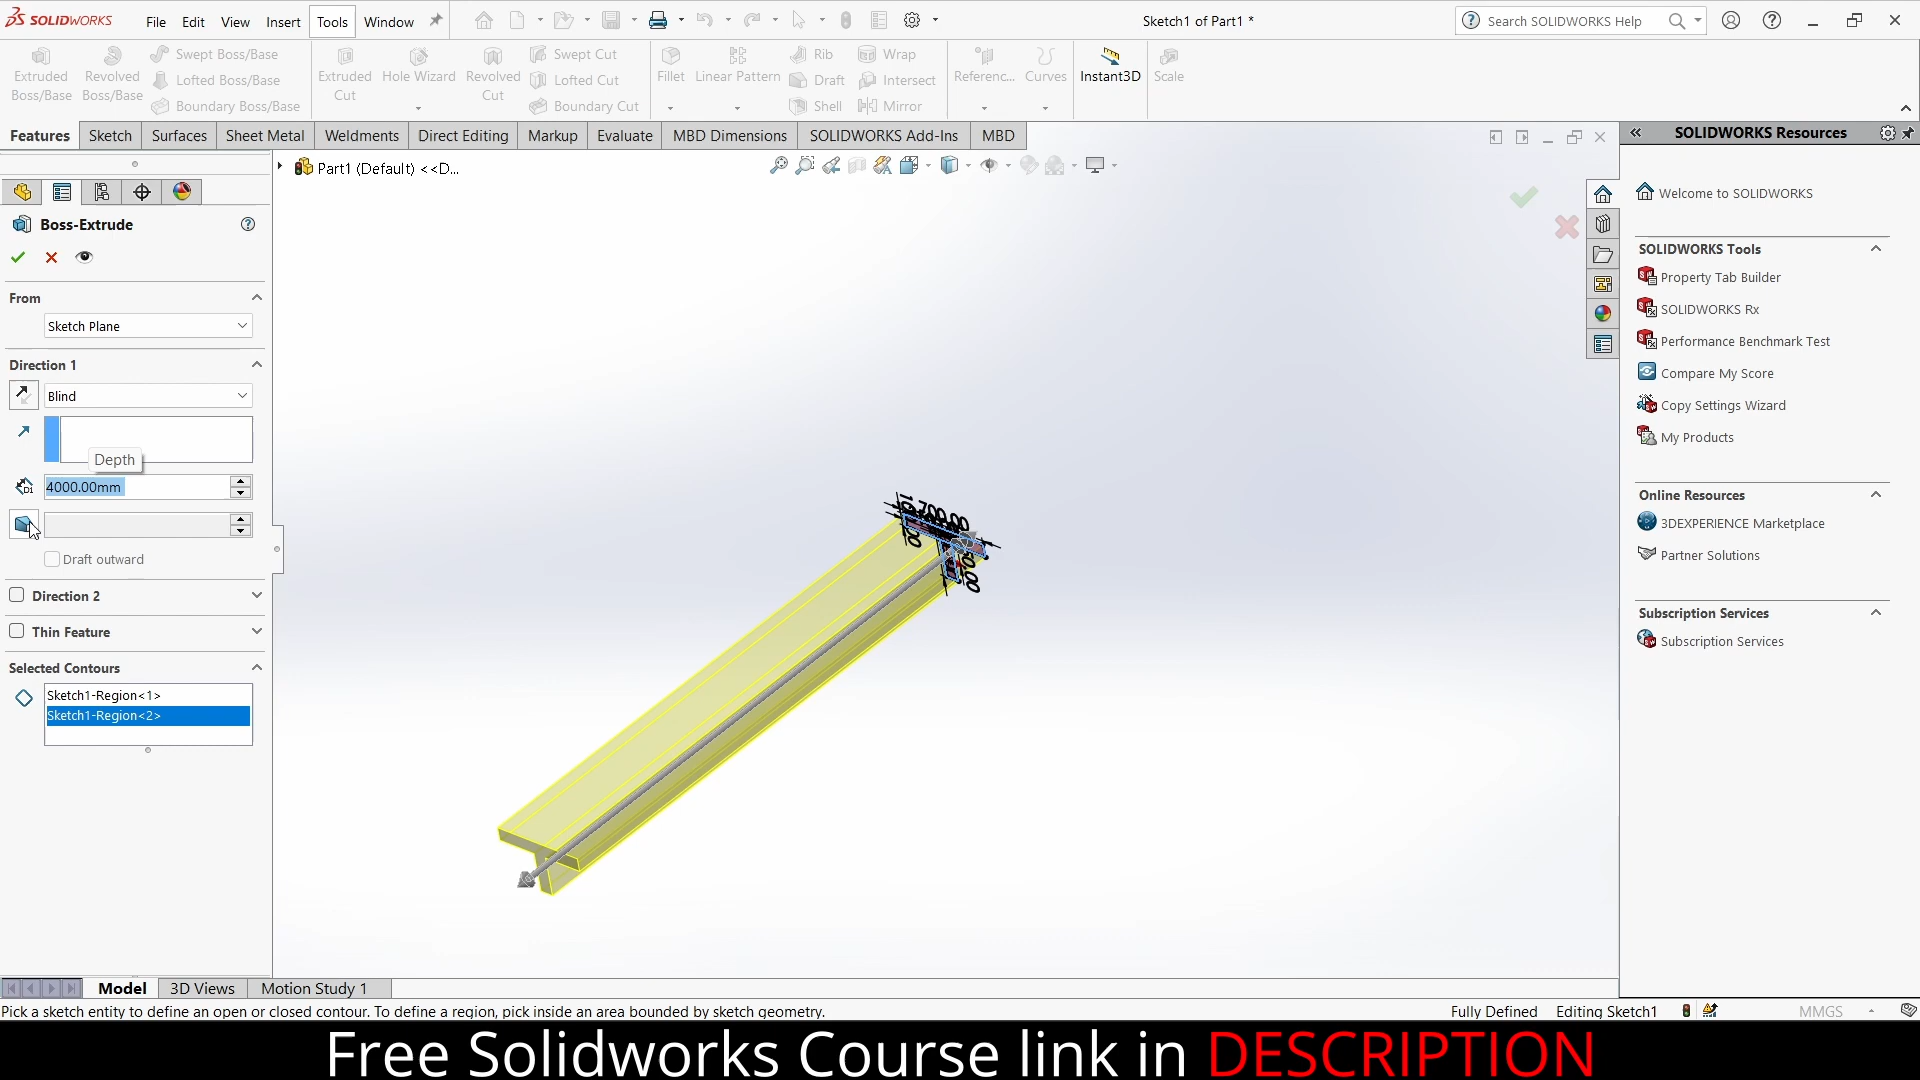 SOLIDWORKS File Edit View Insert Tools Window Sketch1 of Part1 * Search SOLIDWORKS Help
Extruded Boss/Base
Revolved Boss/Base
Swept Boss/Base
Lofted Boss/Base
Boundary Boss/Base
Extruded Cut
Hole Wizard
Revolved Cut
Swept Cut
Lofted Cut
Boundary Cut
Fillet
Linear Pattern
Rib
Draft
Shell
Wrap
Intersect
Mirror
Referenc...
Curves
Instant3D
Scale
Features Sketch Surfaces Sheet Metal Weldments Direct Editing Markup Evaluate MBD Dimensions SOLIDWORKS Add-Ins MBD
Part1 (Default) <<D...
Boss-Extrude
From
Sketch Plane
Direction 1
Blind
Depth
4000.00mm
Draft outward
Direction 2
Thin Feature
Selected Contours
Sketch1-Region<1>
Sketch1-Region<2>
SOLIDWORKS Resources
Welcome to SOLIDWORKS
SOLIDWORKS Tools
Property Tab Builder
SOLIDWORKS Rx
Performance Benchmark Test
Compare My Score
Copy Settings Wizard
My Products
Online Resources
3DEXPERIENCE Marketplace
Partner Solutions
Subscription Services
Subscription Services
Model 3D Views Motion Study 1
Pick a sketch entity to define an open or closed contour. To define a region, pick inside an area bounded by sketch geometry. Fully Defined Editing Sketch1 MMGS
Free Solidworks Course link in DESCRIPTION